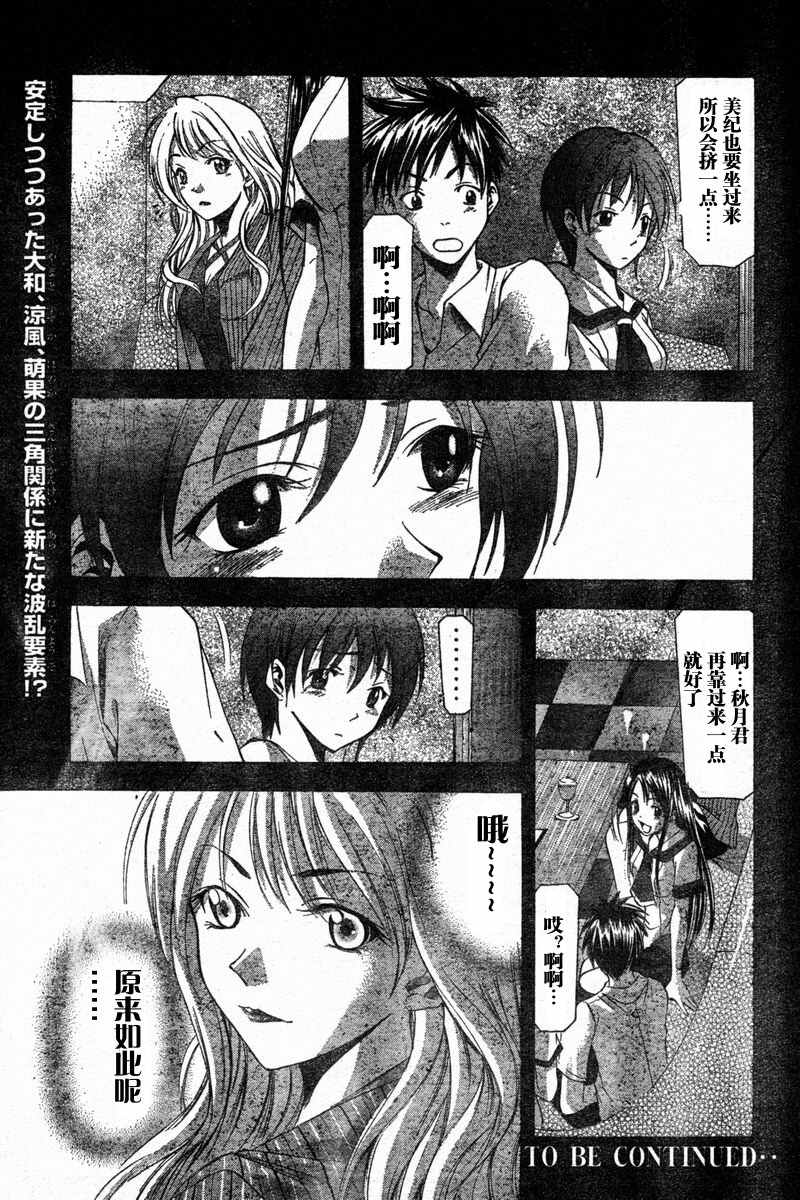 美纪也要坐过来
所以会挤一点……
啊…啊啊
………
啊…秋月君
再靠过来一点
就好了
哎？啊啊…
哦~~~~
原来如此呢
……
安定しつつあった大和、涼風、萌果の三角関係に新たな波乱要素!?
TO BE CONTINUED‥